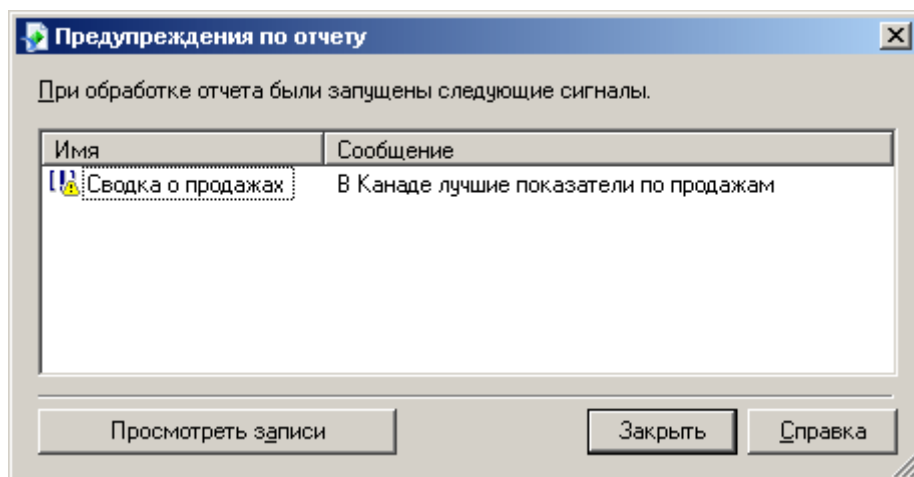 Предупреждения по отчету
При обработке отчета были запущены следующие сигналы.
Имя Сообщение
Сводка о продажах В Канаде лучшие показатели по продажам
Просмотреть записи Закрыть Справка